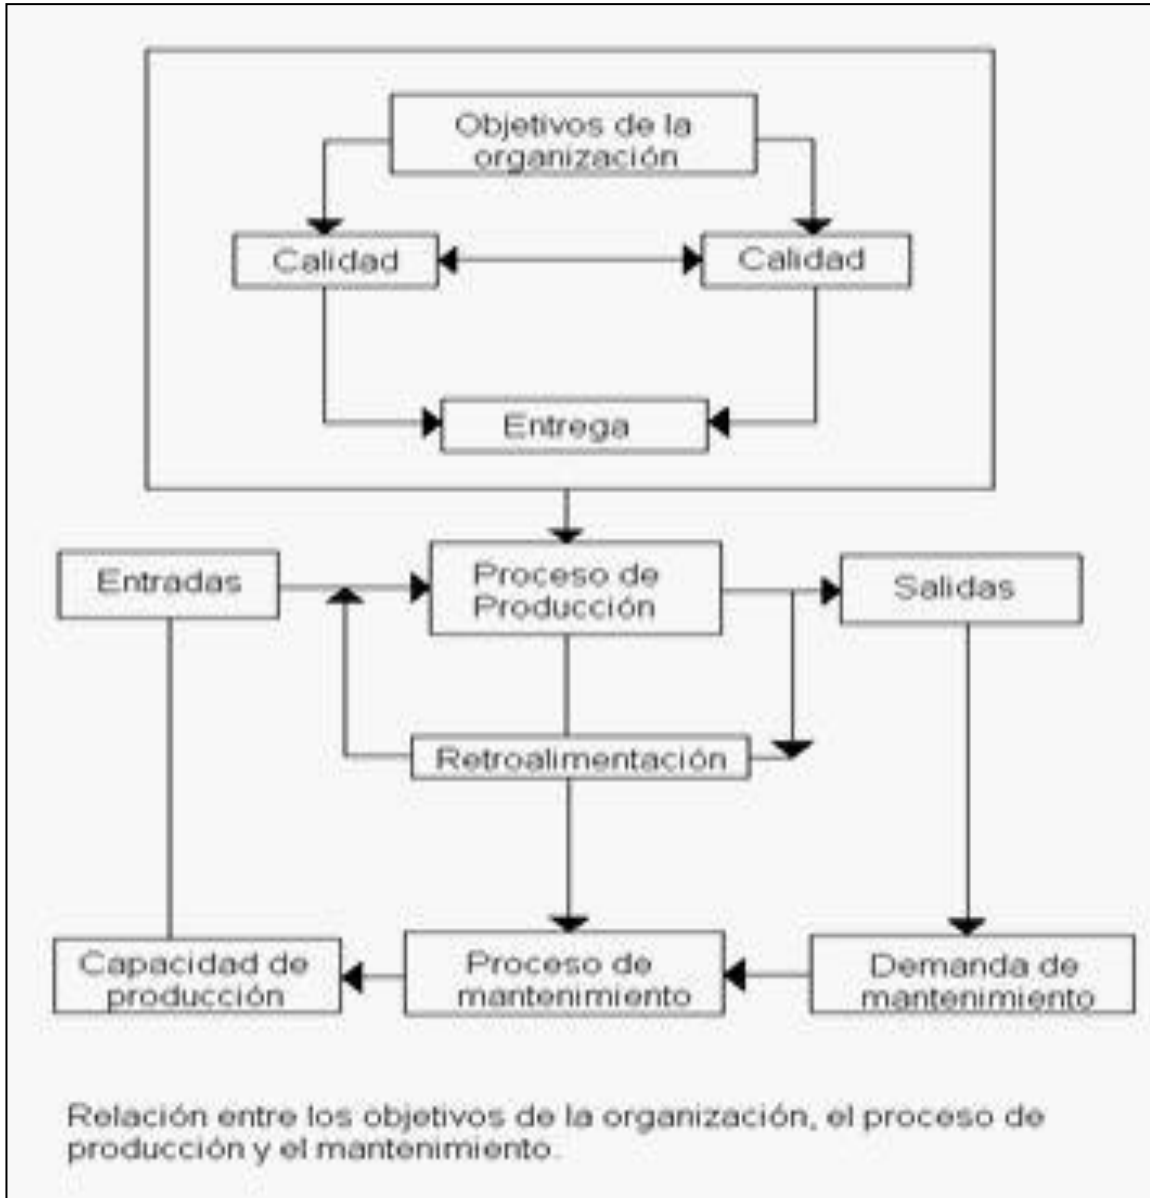 Objetivos de la
organización
Calidad
Calidad
Entrega
Entradas
Proceso de
Producción
Salidas
Retroalimentación
Capacidad de
producción
Proceso de
mantenimiento
Demanda de
mantenimiento
Relación entre los objetivos de la organización, el proceso de
producción y el mantenimiento.